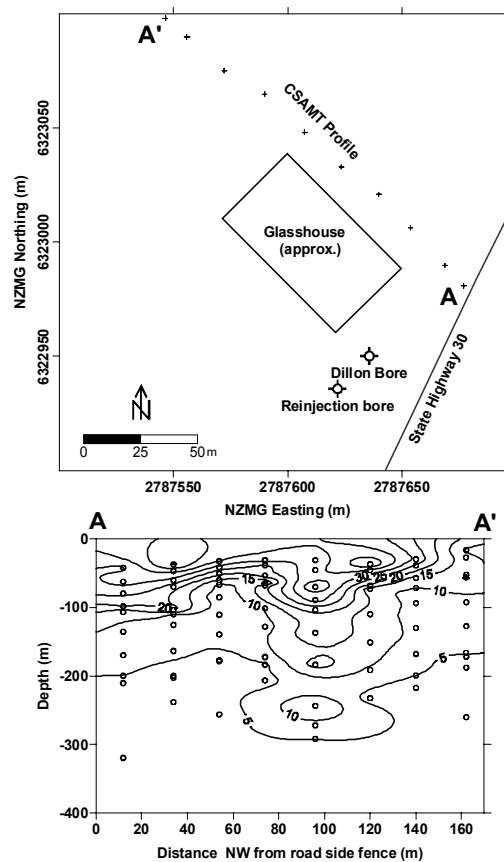 A'
CSAMT Profile
Glasshouse
(approx.)
A
Dillon Bore
Reinjection bore
State Highway 30
N
0 25 50 m
6323050
6323000
6322950
NZMG Northing (m)
2787550 2787600 2787650
NZMG Easting (m)
A A'
0
-100
-200
-300
-400
Depth (m)
20 15 10 30 25 20 15 10
5 5
10
0 20 40 60 80 100 120 140 160
Distance NW from road side fence (m)